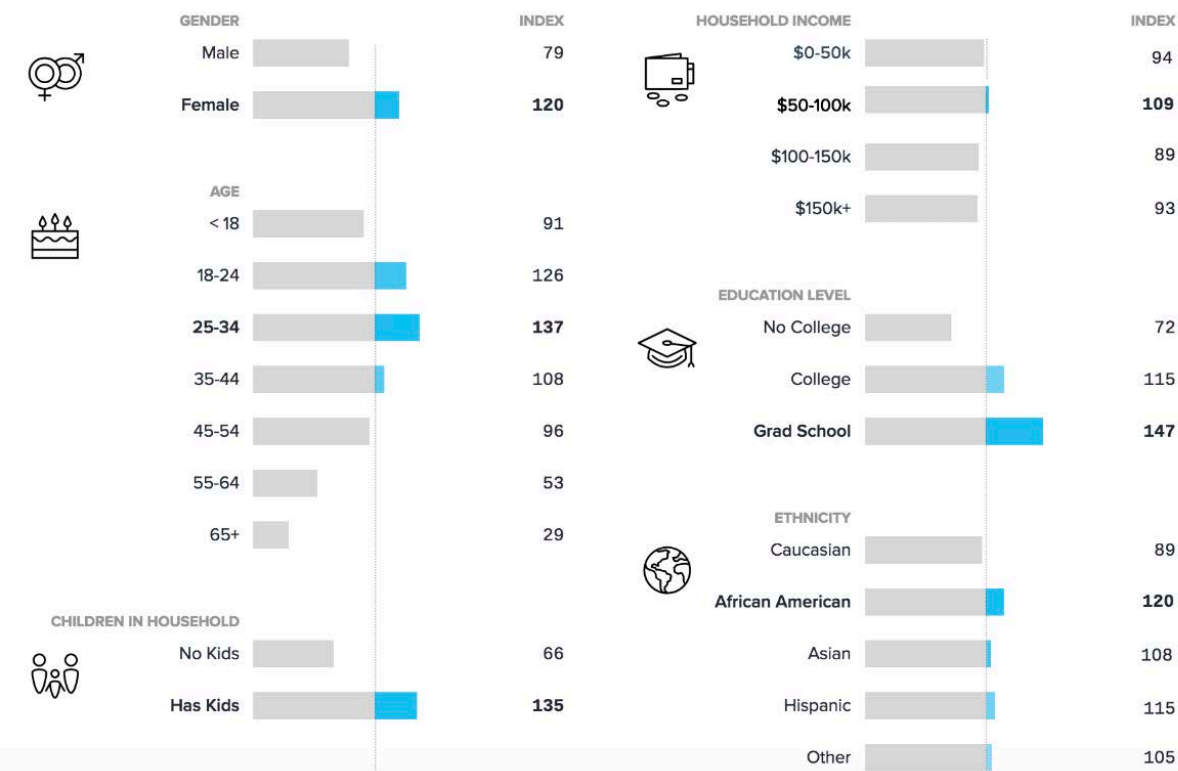 GENDER INDEX
Male 79
Female 120
AGE
< 18 91
18-24 126
25-34 137
35-44 108
45-54 96
55-64 53
65+ 29
CHILDREN IN HOUSEHOLD
No Kids 66
Has Kids 135
HOUSEHOLD INCOME INDEX
$0-50k 94
$50-100k 109
$100-150k 89
$150k+ 93
EDUCATION LEVEL
No College 72
College 115
Grad School 147
ETHNICITY
Caucasian 89
African American 120
Asian 108
Hispanic 115
Other 105